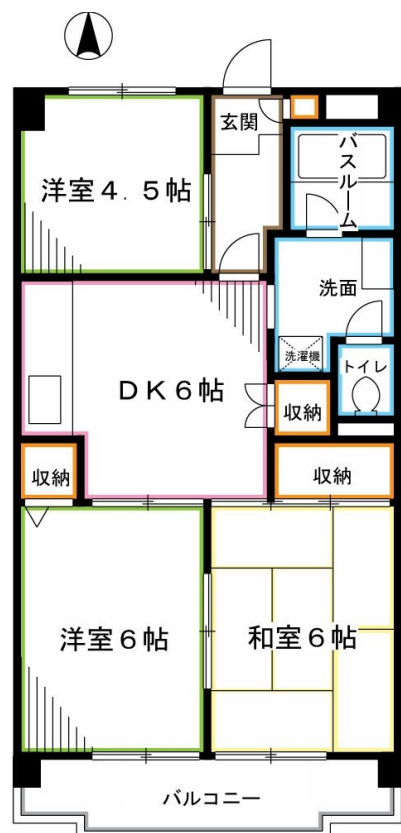 玄関
バスルーム
洋室4.5帖
洗面
洗濯機
トイレ
DK6帖
収納
収納
収納
洋室6帖
和室6帖
バルコニー